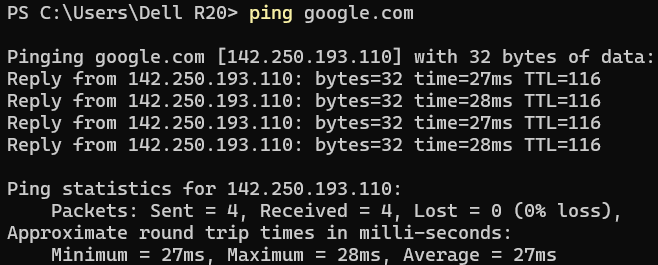 PS C:\Users\Dell R20> ping google.com
Pinging google.com [142.250.193.110] with 32 bytes of data:
Reply from 142.250.193.110: bytes=32 time=27ms TTL=116
Reply from 142.250.193.110: bytes=32 time=28ms TTL=116
Reply from 142.250.193.110: bytes=32 time=27ms TTL=116
Reply from 142.250.193.110: bytes=32 time=28ms TTL=116
Ping statistics for 142.250.193.110:
    Packets: Sent = 4, Received = 4, Lost = 0 (0% loss),
Approximate round trip times in milli-seconds:
    Minimum = 27ms, Maximum = 28ms, Average = 27ms